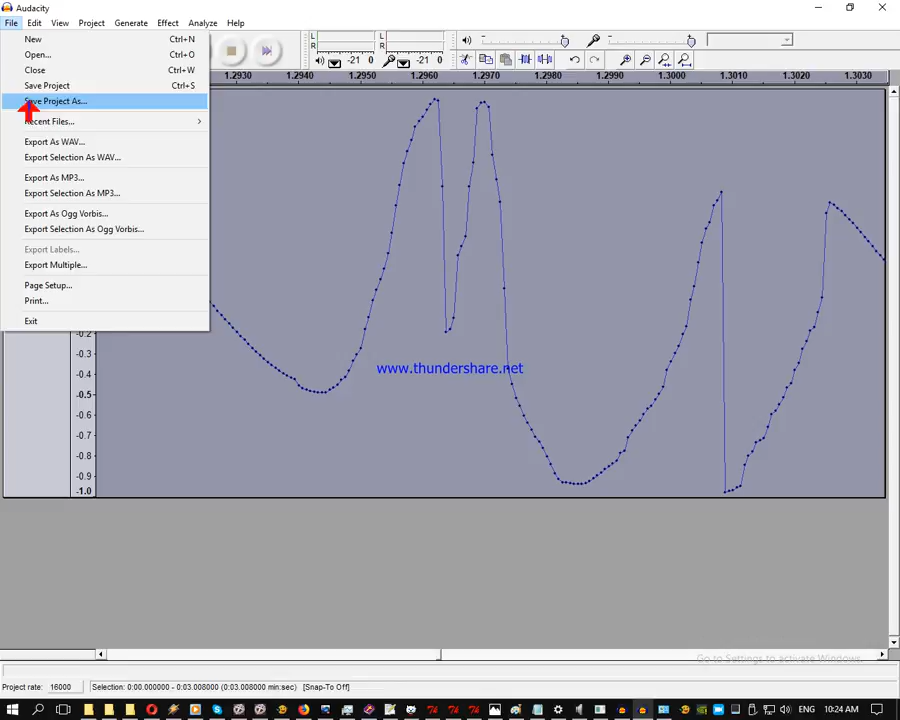 Audacity
File Edit View Project Generate Effect Analyze Help
New Ctrl+N
Open... Ctrl+O
Close Ctrl+W
Save Project Ctrl+S
Save Project As...
Recent Files...
Export As WAV...
Export Selection As WAV...
Export As MP3...
Export Selection As MP3...
Export As Ogg Vorbis...
Export Selection As Ogg Vorbis...
Export Labels...
Export Multiple...
Page Setup...
Print...
Exit
L
R
-21 0
L
R
-21 0
1.2930 1.2940 1.2950 1.2960 1.2970 1.2980 1.2990 1.3000 1.3010 1.3020 1.3030
-0.2
-0.3
-0.4
-0.5
-0.6
-0.7
-0.8
-0.9
-1.0
www.thundershare.net
Go to Settings to activate Windows.
Project rate: 16000 Selection: 0:00.000000 - 0:03.008000 (0:03.008000 min:sec) [Snap-To Off]
ENG 10:24 AM